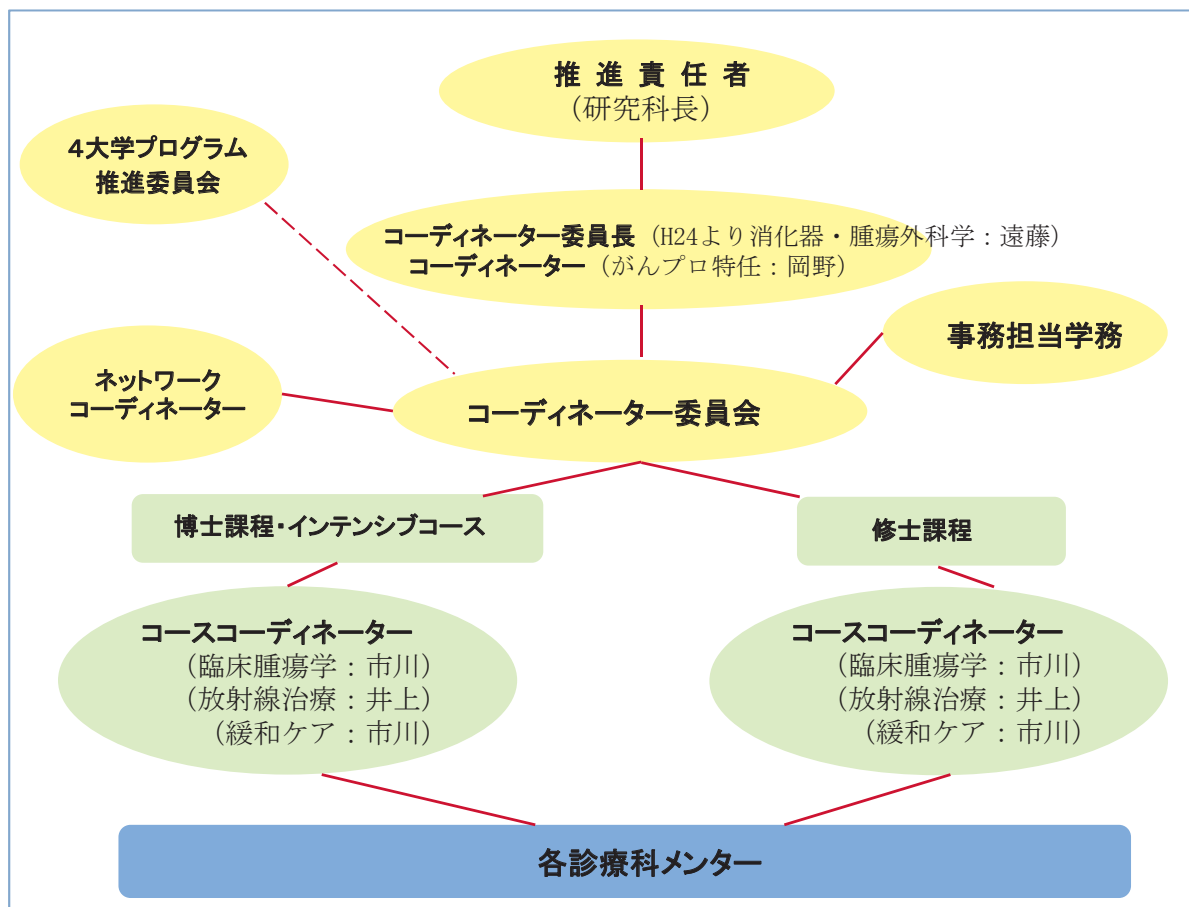 推進責任者
（研究科長）
４大学プログラム
推進委員会
コーディネーター委員長（H24より消化器・腫瘍外科学：遠藤）
コーディネーター（がんプロ特任：岡野）
事務担当学務
ネットワーク
コーディネーター
コーディネーター委員会
博士課程・インテンシブコース
修士課程
コースコーディネーター
（臨床腫瘍学：市川）
（放射線治療：井上）
（緩和ケア：市川）
コースコーディネーター
（臨床腫瘍学：市川）
（放射線治療：井上）
（緩和ケア：市川）
各診療科メンター